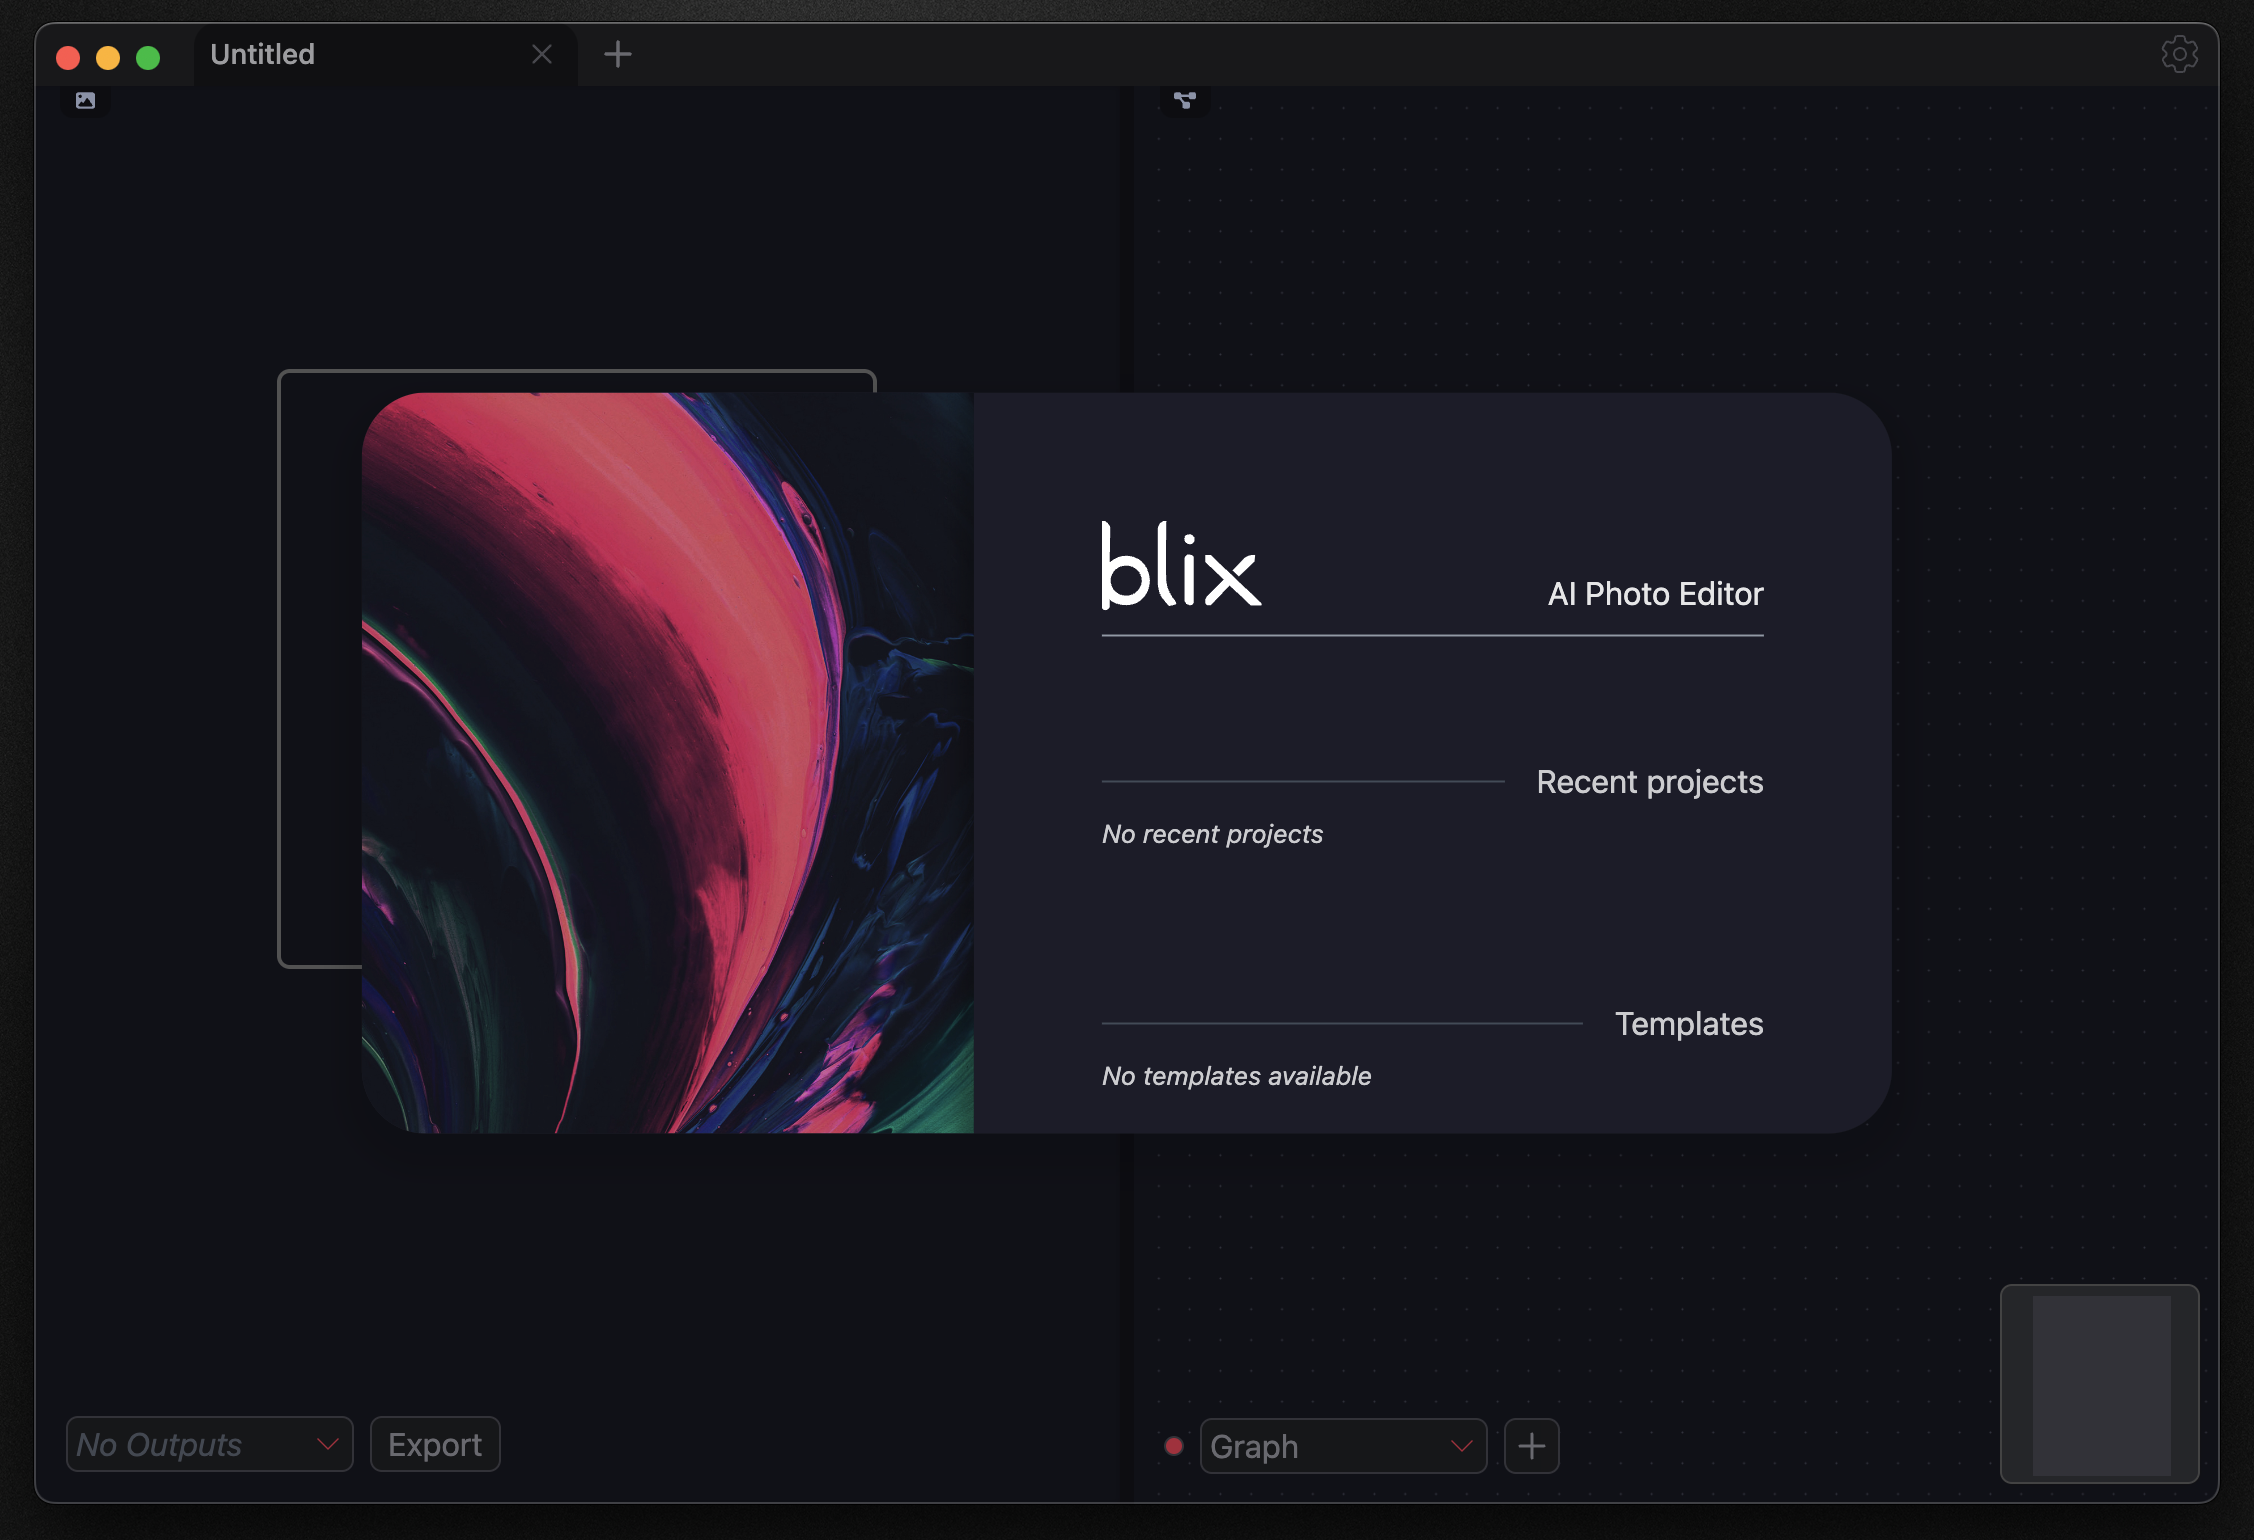 Untitled
blix
AI Photo Editor
Recent projects
No recent projects
Templates
No templates available
No Outputs
Export
Graph